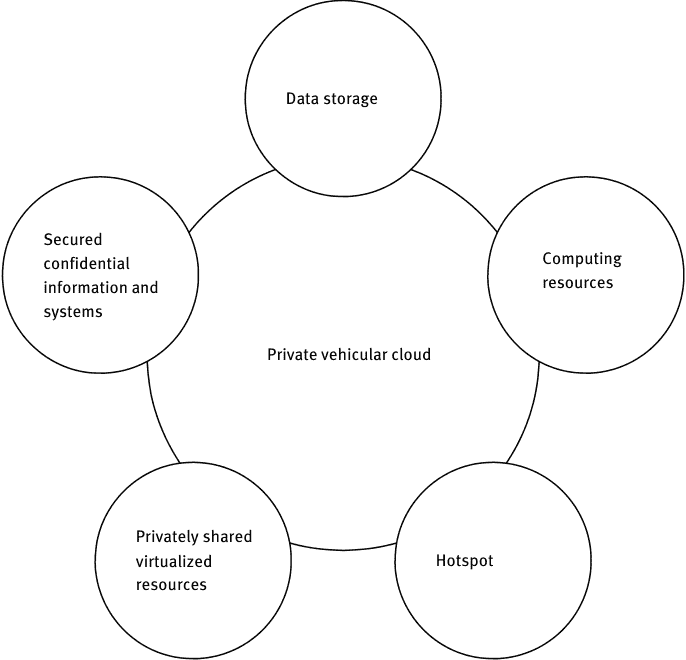 Data storage
Secured
confidential
information and
systems
Computing
resources
Private vehicular cloud
Privately shared
virtualized
resources
Hotspot